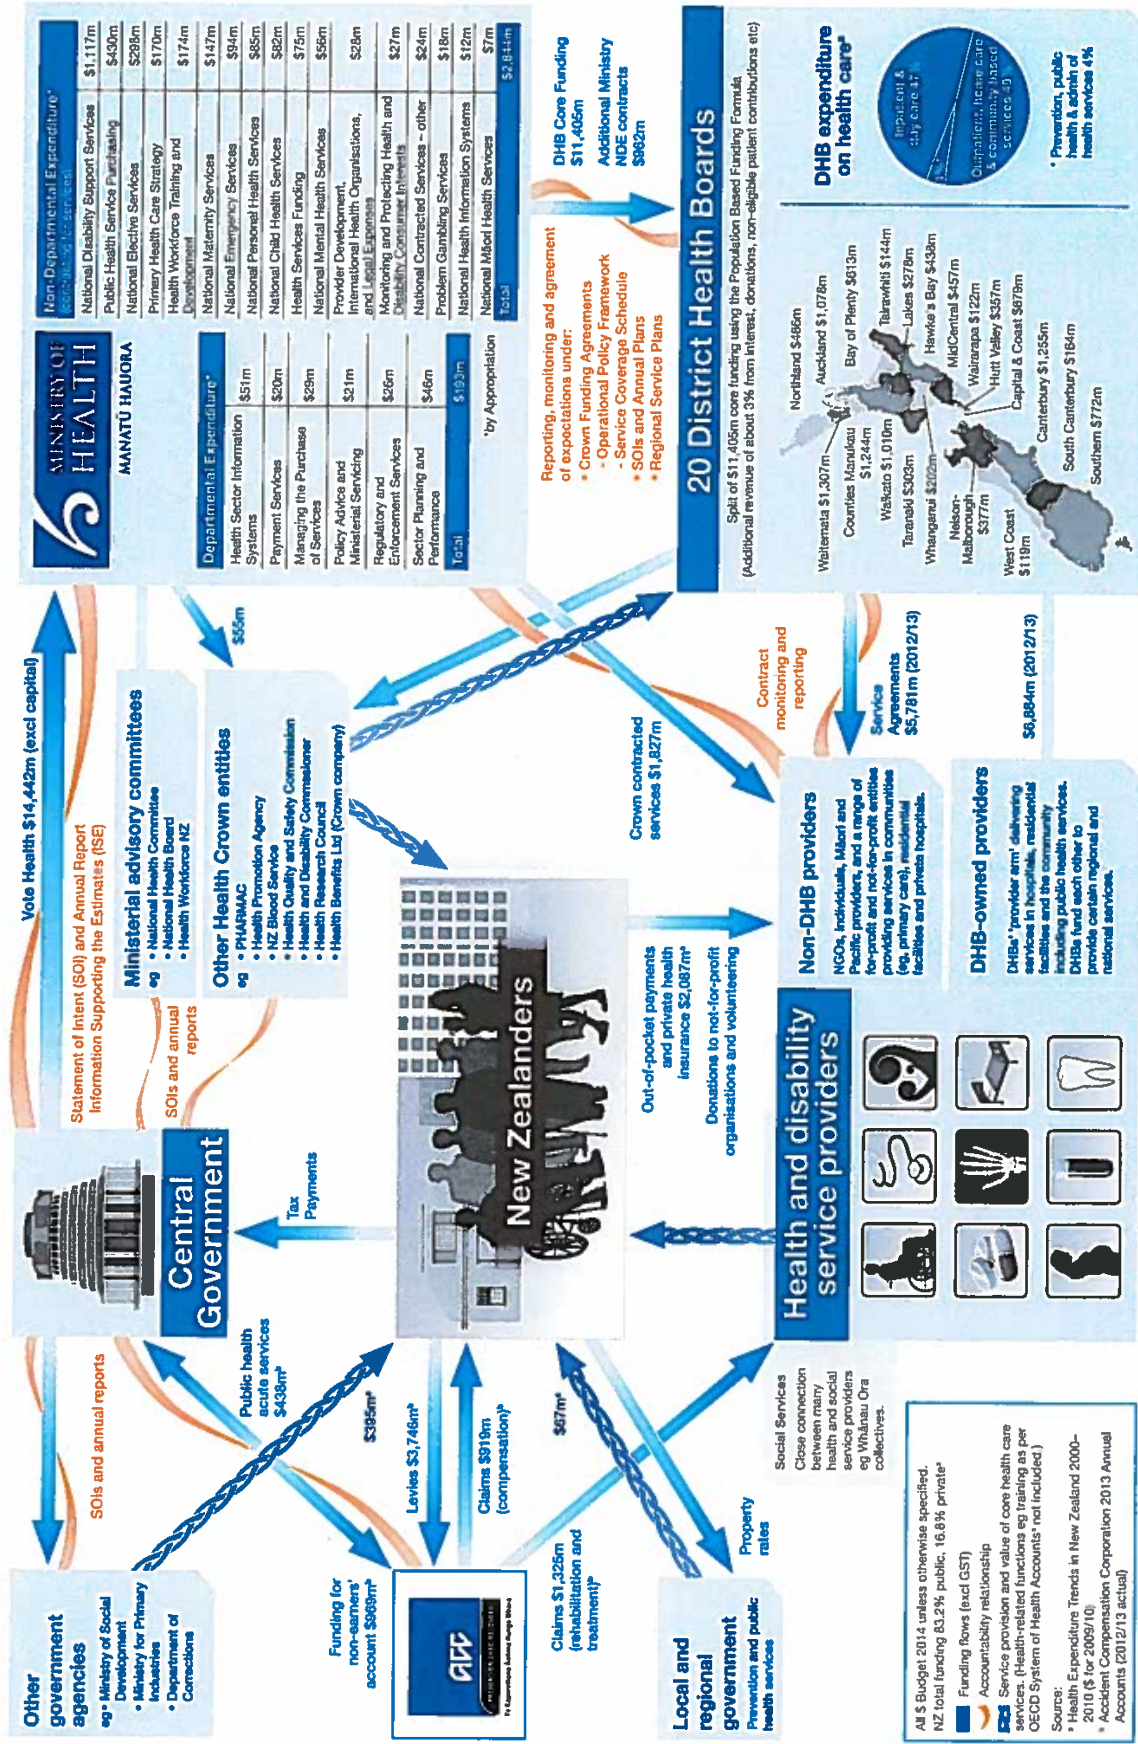 Vote Health $14,442m (excl capital)
Statement of Intent (SOI) and Annual Report
Information Supporting the Estimates (ISE)
Other
government
agencies
eg • Ministry of Social
Development
• Ministry for Primary
Industries
• Department of
Corrections
SOIs and annual reports
Central
Government
SOIs and annual
reports
Ministerial advisory committees
eg • National Health Committee
• National Health Board
• Health Workforce NZ
Other Health Crown entities
eg • PHARMAC
• Health Promotion Agency
• NZ Blood Service
• Health Quality and Safety Commission
• Health and Disability Commissioner
• Health Research Council
• Health Benefits Ltd (Crown company)
$55m
MINISTRY OF
HEALTH
MANATŪ HAUORA
Departmental Expenditure*
Health Sector Information
Systems $51m
Payment Services $20m
Managing the Purchase
of Services $29m
Policy Advice and
Ministerial Servicing $21m
Regulatory and
Enforcement Services $26m
Sector Planning and
Performance $46m
Total $193m
*by Appropriation
Non-Departmental Expenditure*
(contracting for services)
National Disability Support Services $1,117m
Public Health Service Purchasing $430m
National Elective Services $298m
Primary Health Care Strategy $170m
Health Workforce Training and
Development $174m
National Maternity Services $147m
National Emergency Services $94m
National Personal Health Services $85m
National Child Health Services $82m
Health Services Funding $75m
National Mental Health Services $56m
Provider Development,
International Health Organisations,
and Legal Expenses $28m
Monitoring and Protecting Health and
Disability Consumer Interests $27m
National Contracted Services – other $24m
Problem Gambling Services $18m
National Health Information Systems $12m
National Māori Health Services $7m
Total $2,844m
Funding for
non-earners'
account $969mᵇ
Public health
acute services
$438mᵇ
$395mᵃ
Tax
Payments
ACC
Levies $3,746mᵇ
Claims $919m
(compensation)ᵇ
New Zealanders
Reporting, monitoring and agreement
of expectations under:
• Crown Funding Agreements
- Operational Policy Framework
- Service Coverage Schedule
• SOIs and Annual Plans
• Regional Service Plans
DHB Core Funding
$11,405m
Additional Ministry
NDE contracts
$962m
Claims $1,325m
(rehabilitation and
treatment)ᵇ
$67mᵃ
Out-of-pocket payments
and private health
insurance $2,087mᵃ
Donations to not-for-profit
organisations and volunteering
Crown contracted
services $1,827m
Local and
regional
government
Prevention and public
health services
Property
rates
Social Services
Close connection
between many
health and social
service providers
eg Whānau Ora
collectives.
Health and disability
service providers
Non-DHB providers
NGOs, individuals, Māori and
Pacific providers, and a range of
for-profit and not-for-profit entities
providing services in communities
(eg, primary care), residential
facilities and private hospitals.
Contract
monitoring and
reporting
Service
Agreements
$5,781m (2012/13)
DHB-owned providers
DHBs' 'provider arm' delivering
services in hospitals, residential
facilities and the community
including public health services.
DHBs fund each other to
provide certain regional and
national services.
$6,884m (2012/13)
20 District Health Boards
Split of $11,405m core funding using the Population Based Funding Formula
(Additional revenue of about 3% from interest, donations, non-eligible patient contributions etc)
Northland $486m
Waitemata $1,307m
Auckland $1,078m
Counties Manukau
$1,244m
Bay of Plenty $613m
Waikato $1,010m
Tairawhiti $144m
Lakes $278m
Taranaki $303m
Hawke's Bay $438m
Whanganui $202m
MidCentral $457m
Wairarapa $122m
Nelson-
Malborough
$377m
Hutt Valley $357m
Capital & Coast $679m
West Coast
$119m
Canterbury $1,255m
South Canterbury $164m
Southern $772m
DHB expenditure
on health careᵃ
Inpatient &
day care 47%
Outpatient, home care
& community based
services 49%
* Prevention, public
health & admin of
health services 4%
All $ Budget 2014 unless otherwise specified.
NZ total funding 83.2% public, 16.8% privateᵃ
Funding flows (excl GST)
Accountability relationship
Service provision and value of core health care
services. (Health-related functions eg training as per
OECD System of Health Accountsᵃ not included.)
Source:
ᵃ Health Expenditure Trends in New Zealand 2000–
2010 ($ for 2009/10)
ᵇ Accident Compensation Corporation 2013 Annual
Accounts (2012/13 actual)